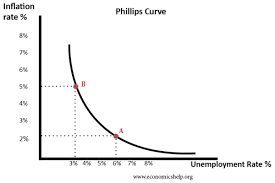 Inflation
rate %
Phillips Curve
8%
7%
6%
5%
4%
3%
2%
B
A
3% 4% 5% 6% 7% 8%
Unemployment Rate %
www.economicshelp.org